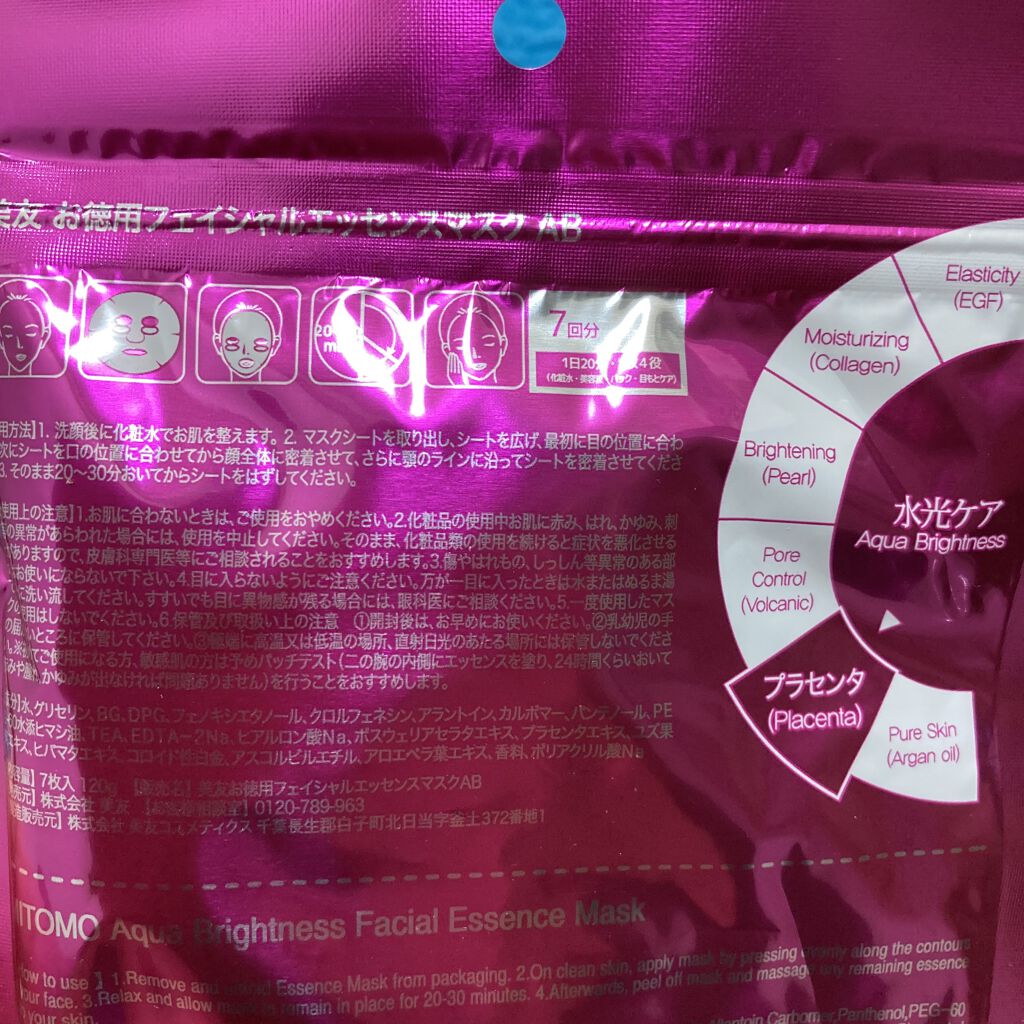 美友 お徳用フェイシャルエッセンスマスク AB
7回分
(化粧水・美容液・パック・目もとケア)
用方法】1. 洗顔後に化粧水でお肌を整えます。 2. マスクシートを取り出し、シートを広げ、最初に目の位置に合わ
次にシートを口の位置に合わせてから顔全体に密着させて、さらに顎のラインに沿ってシートを密着させてくださ
3. そのまま20〜30分おいてからシートをはずしてください。
使用上の注意】1.お肌に合わないときは、ご使用をおやめください。2.化粧品の使用中お肌に赤み、はれ、かゆみ、刺
等の異常があらわれた場合には、使用を中止してください。そのまま、化粧品類の使用を続けると症状を悪化させる
がありますので、皮膚科専門医等にご相談されることをおすすめします。3.傷やはれもの、しっしん等異常のある部
お使いにならないで下さい。4.目に入らないようにご注意ください。万が一目に入ったときは水またはぬるま湯
に洗い流してください。すすいでも目に異物感が残る場合には、眼科医にご相談ください。5.一度使用したマス
用はしないでください。6.保管及び取扱い上の注意 ①開封後は、お早めにお使いください。②乳幼児の手
の届 いところに保管してください。③極端に高温又は低温の場所、直射日光のあたる場所には保管しないでくださ
てご使用になる方、敏感肌の方は予めパッチテスト(二の腕の内側にエッセンスを塗り、24時間くらいおいて
かゆみが出なければ問題ありません)を行うことをおすすめします。
分】水、グリセリン、BG、DPG、フェノキシエタノール、クロルフェネシン、アラントイン、カルボマー、パンテノール、PE
水添ヒマシ油、TEA、EDTA-2Na、ヒアルロン酸Na、ボスウェリアセラタエキス、プラセンタエキス、ユズ果
エキス、ヒバマタエキス、コロイド性白金、アスコルビルエチル、アロエベラ葉エキス、香料、ポリアクリル酸Na
容量】7枚入 120g 【販売名】美友お徳用フェイシャルエッセンスマスクAB
売元】株式会社 美友 【お客様相談室】0120-789-963
造販売元】株式会社 美友コスメティクス 千葉県長生郡白子町北日当字釜土372番地1
Elasticity
(EGF)
Moisturizing
(Collagen)
Brightening
(Pearl)
Pore
Control
(Volcanic)
プラセンタ
(Placenta)
Pure Skin
(Argan oil)
水光ケア
Aqua Brightness
MITOMO Aqua Brightness Facial Essence Mask
How to use 】 1.Remove and Essence Mask from packaging. 2.On clean skin, apply mask by pressing along the contours
your face. 3.Relax and allow mask to remain in place for 20-30 minutes. 4.Afterwards, peel off mask and massage any remaining essence
your skin.
Allantoin,Carbomer,Panthenol,PEG-60